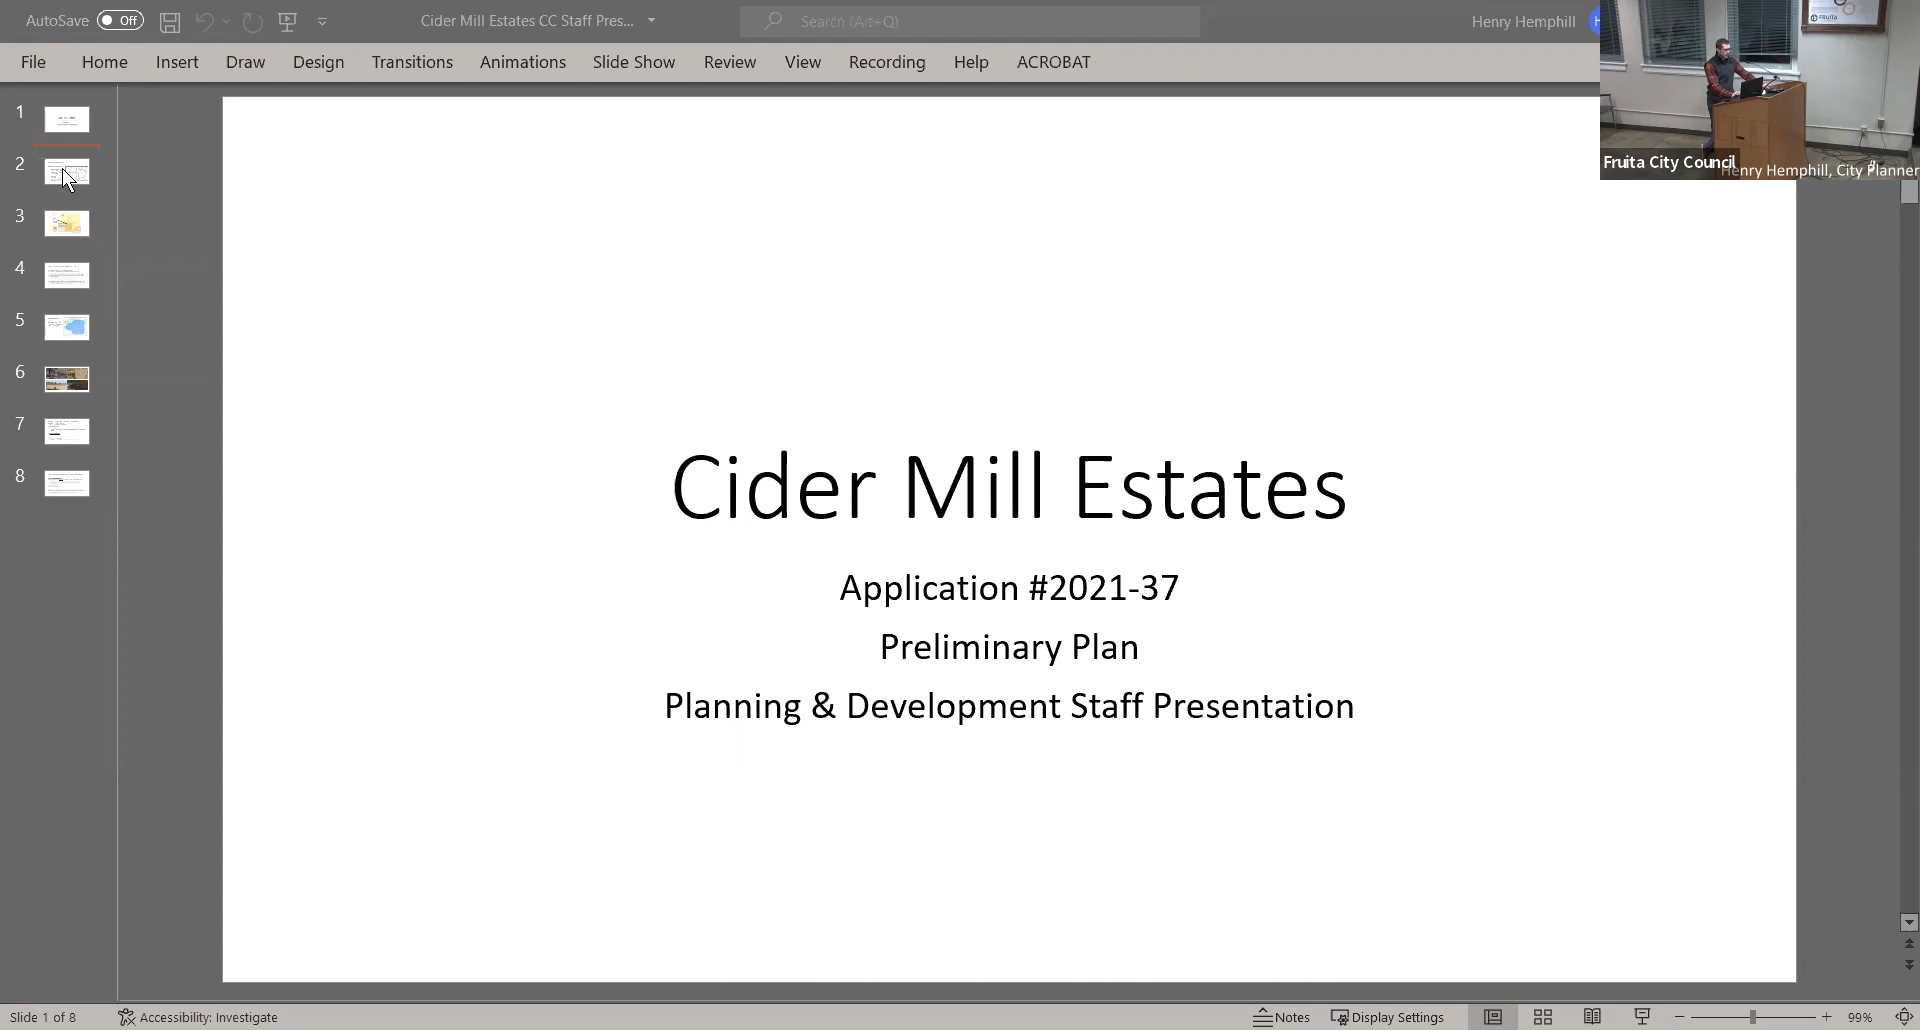 AutoSave Off
Cider Mill Estates CC Staff Pres...
Search (Alt+Q)
Henry Hemphill
File Home Insert Draw Design Transitions Animations Slide Show Review View Recording Help ACROBAT
FRUITA
Fruita City Council
Henry Hemphill, City Planner
1
2
3
4
5
6
7
8
Cider Mill Estates
Application #2021-37
Preliminary Plan
Planning & Development Staff Presentation
Slide 1 of 8
Accessibility: Investigate
Notes
Display Settings
99%